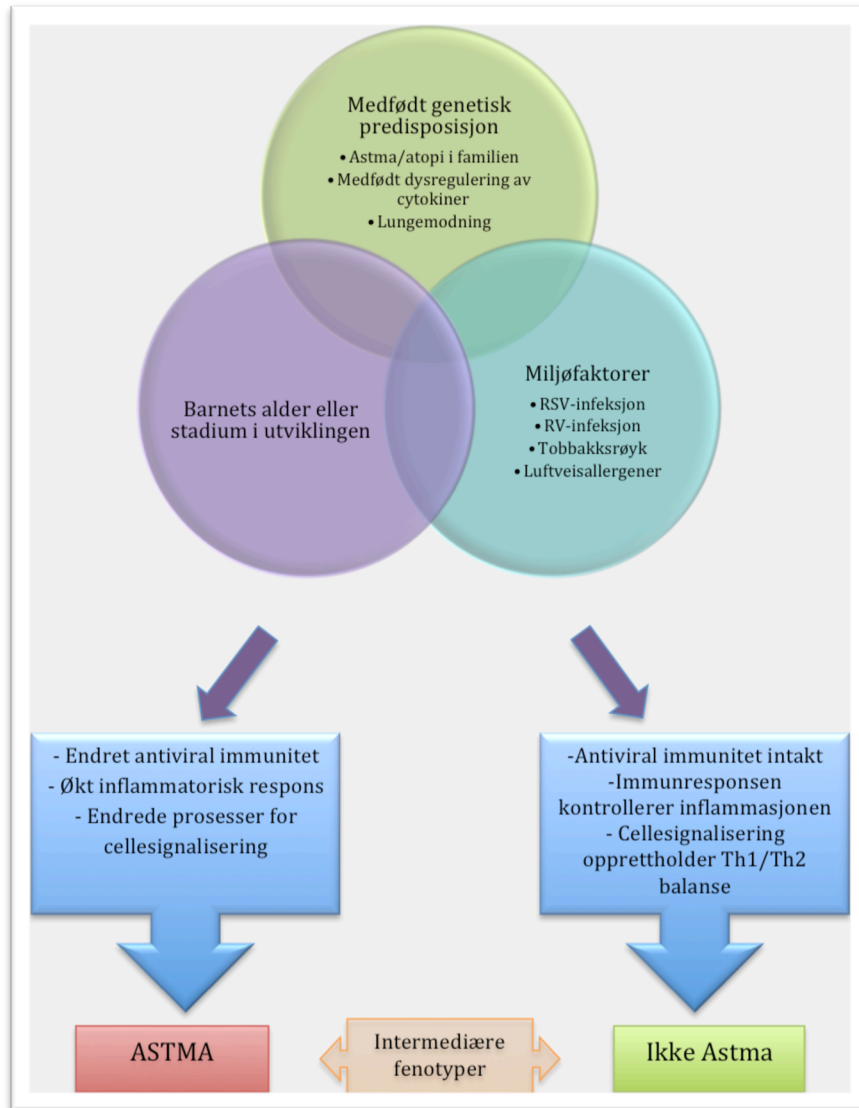 Medfødt genetisk
predisposisjon
• Astma/atopi i familien
• Medfødt dysregulering av
cytokiner
• Lungemodning
Barnets alder eller
stadium i utviklingen
Miljøfaktorer
• RSV-infeksjon
• RV-infeksjon
• Tobbakksrøyk
• Luftveisallergener
- Endret antiviral immunitet
- Økt inflammatorisk respons
- Endrede prosesser for
cellesignalisering
-Antiviral immunitet intakt
-Immunresponsen
kontrollerer inflammasjonen
- Cellesignalisering
opprettholder Th1/Th2
balanse
ASTMA
Intermediære
fenotyper
Ikke Astma